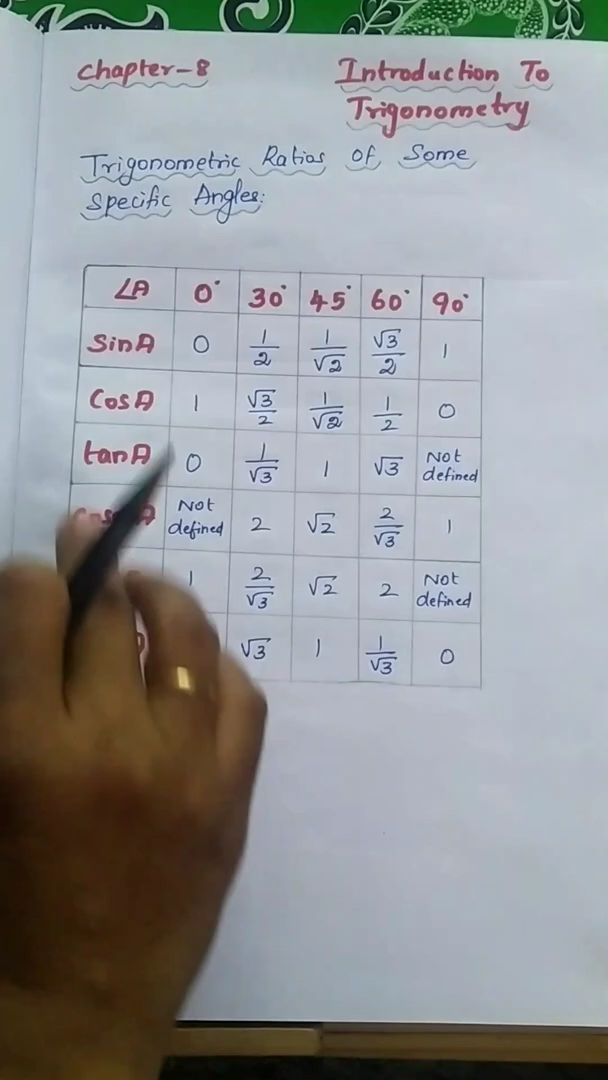 Chapter-8 Introduction To
Trigonometry
Trigonometric Ratios Of Some
Specific Angles:
∠A 0° 30° 45° 60° 90°
SinA 0 1/2 1/√2 √3/2 1
CosA 1 √3/2 1/√2 1/2 0
tanA 0 1/√3 1 √3 Not defined
Not defined 2 √2 2/√3 1
1 2/√3 √2 2 Not defined
√3 1 1/√3 0